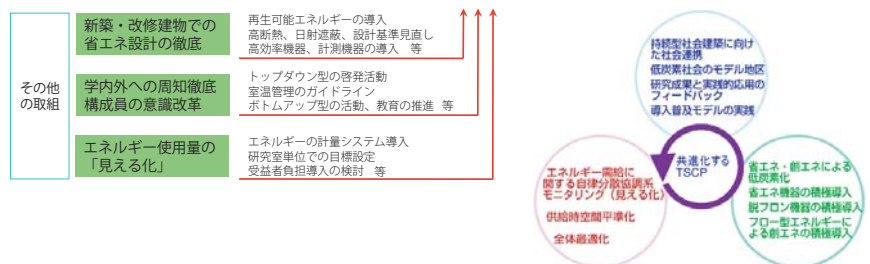 その他
の取組
新築・改修建物での
省エネ設計の徹底
再生可能エネルギーの導入
高断熱、日射遮蔽、設計基準見直し
高効率機器、計測機器の導入　等
学内外への周知徹底
構成員の意識改革
トップダウン型の啓発活動
室温管理のガイドライン
ボトムアップ型の活動、教育の推進　等
エネルギー使用量の
「見える化」
エネルギーの計量システム導入
研究室単位での目標設定
受益者負担導入の検討　等
持続型社会建築に向け
た社会連携
低炭素社会のモデル地区
研究成果と実践的応用の
フィードバック
導入普及モデルの実践
共進化する
TSCP
エネルギー需給に
関する自律分散協調系
モニタリング（見える化）
供給時空間平準化
全体最適化
省エネ・創エネによる
低炭素化
省エネ機器の積極導入
脱フロン機器の積極導入
フロー型エネルギーに
よる創エネの積極導入